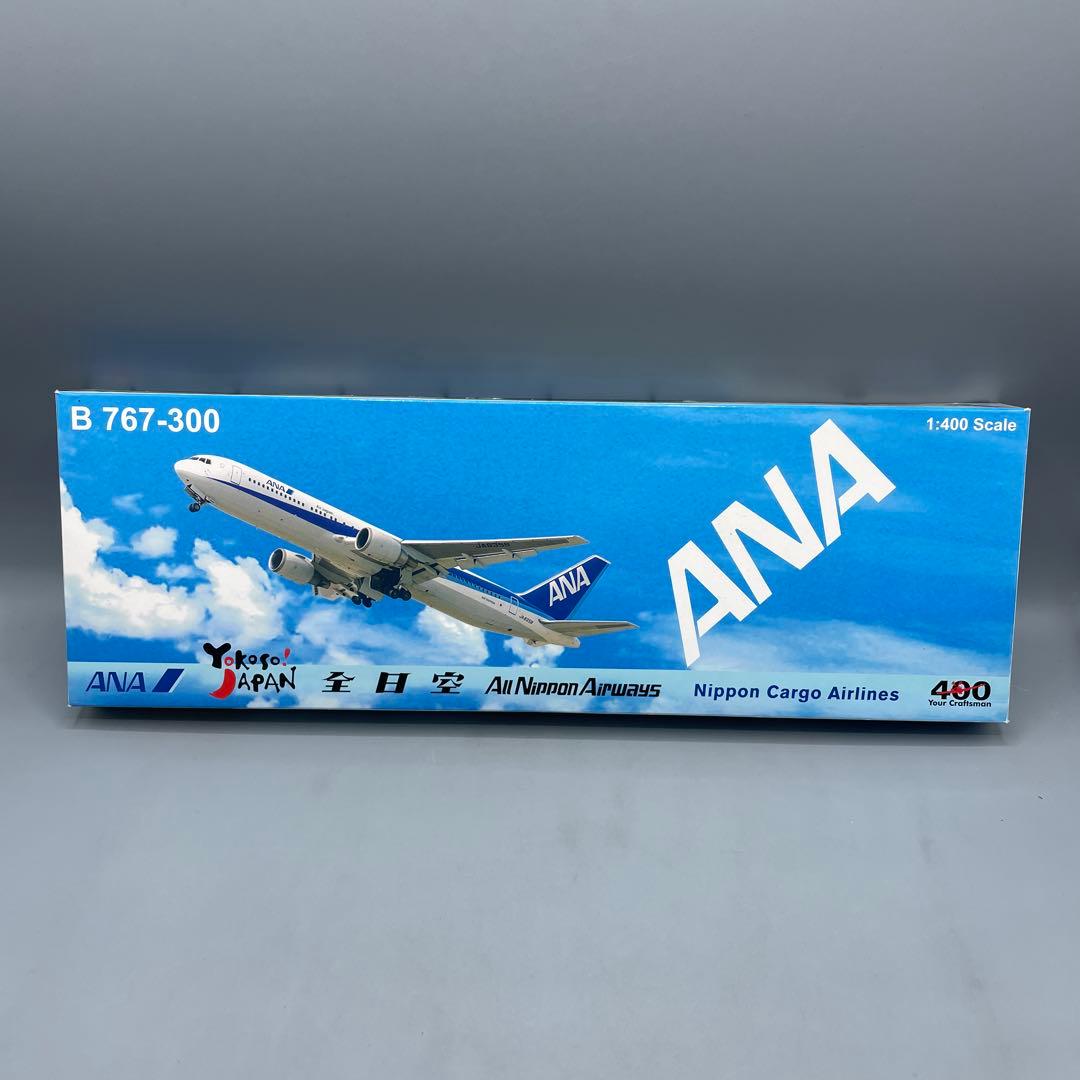 B 767-300
1:400 Scale
ANA
ANA
ANA
ANA
Yokoso!
JAPAN
全日空
All Nippon Airways
Nippon Cargo Airlines
400
Your Craftsman